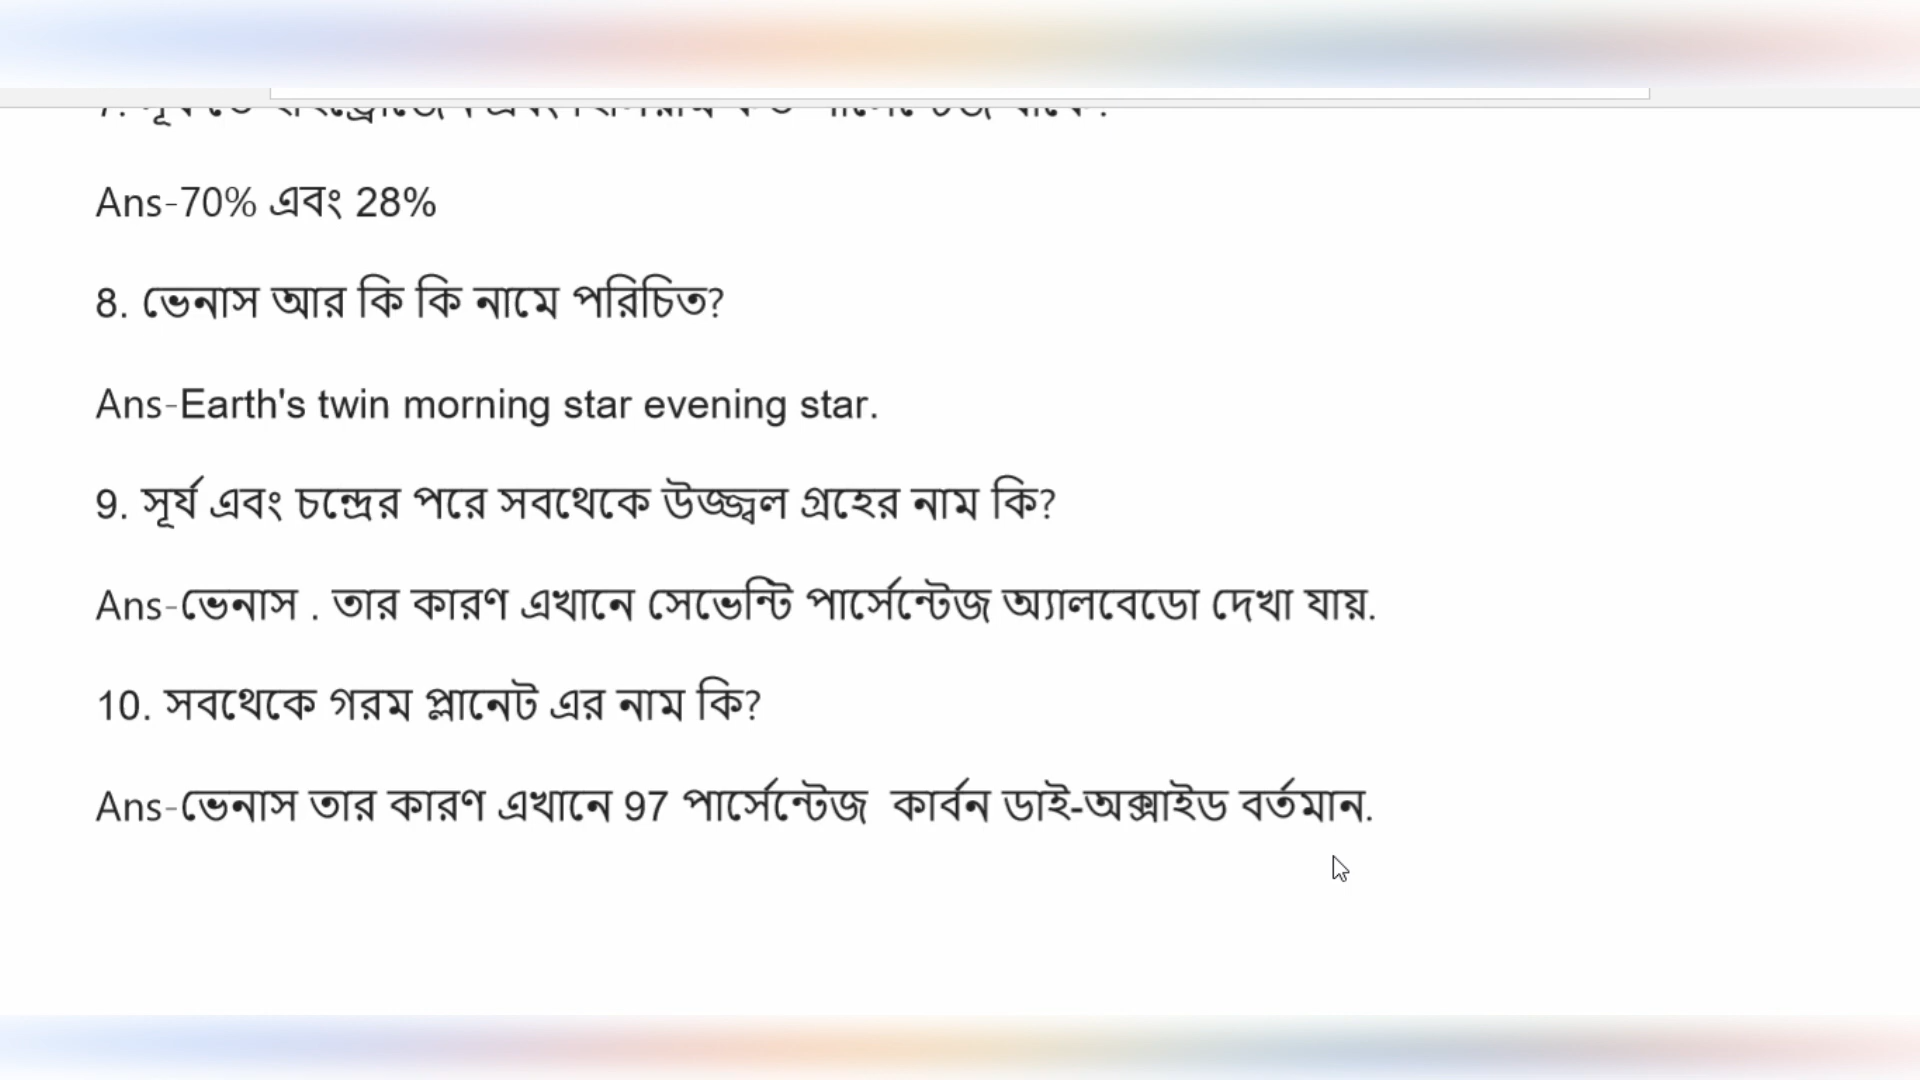 Ans-70% এবং 28%
8. ভেনাস আর কি কি নামে পরিচিত?
Ans-Earth's twin morning star evening star.
9. সূর্য এবং চন্দ্রের পরে সবথেকে উজ্জ্বল গ্রহের নাম কি?
Ans-ভেনাস . তার কারণ এখানে সেভেন্টি পার্সেন্টেজ অ্যালবেডো দেখা যায়.
10. সবথেকে গরম প্লানেট এর নাম কি?
Ans-ভেনাস তার কারণ এখানে 97 পার্সেন্টেজ কার্বন ডাই-অক্সাইড বর্তমান.